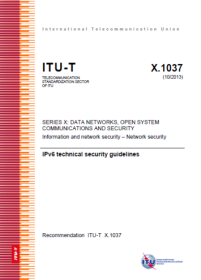 International Telecommunication Union
ITU-T
X.1037
TELECOMMUNICATION
STANDARDIZATION SECTOR
OF ITU
(10/2013)
SERIES X: DATA NETWORKS, OPEN SYSTEM
COMMUNICATIONS AND SECURITY
Information and network security – Network security
IPv6 technical security guidelines
Recommendation ITU-T X.1037
ITU-T